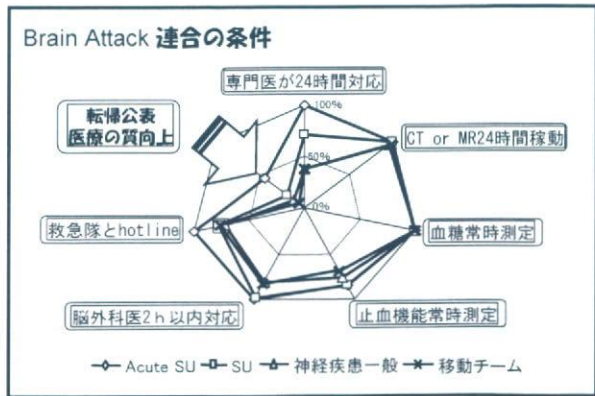 Brain Attack 連合の条件
専門医が24時間対応
転帰公表
医療の質向上
100%
CT or MR24時間稼動
50%
0%
救急隊とhotline
血糖常時測定
脳外科医2h以内対応
止血機能常時測定
Acute SU SU 神経疾患一般 移動チーム